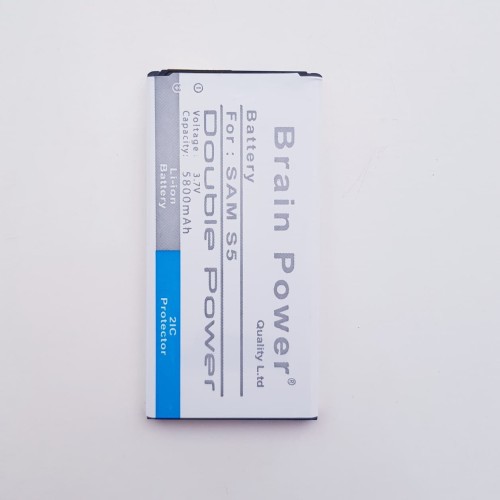 Brain Power®
Quality L.td
Battery
For : SAM S5
Double Power
Voltage: 3.7V
Capacity: 5800mAh
Li-ion
Battery
2IC
Protector